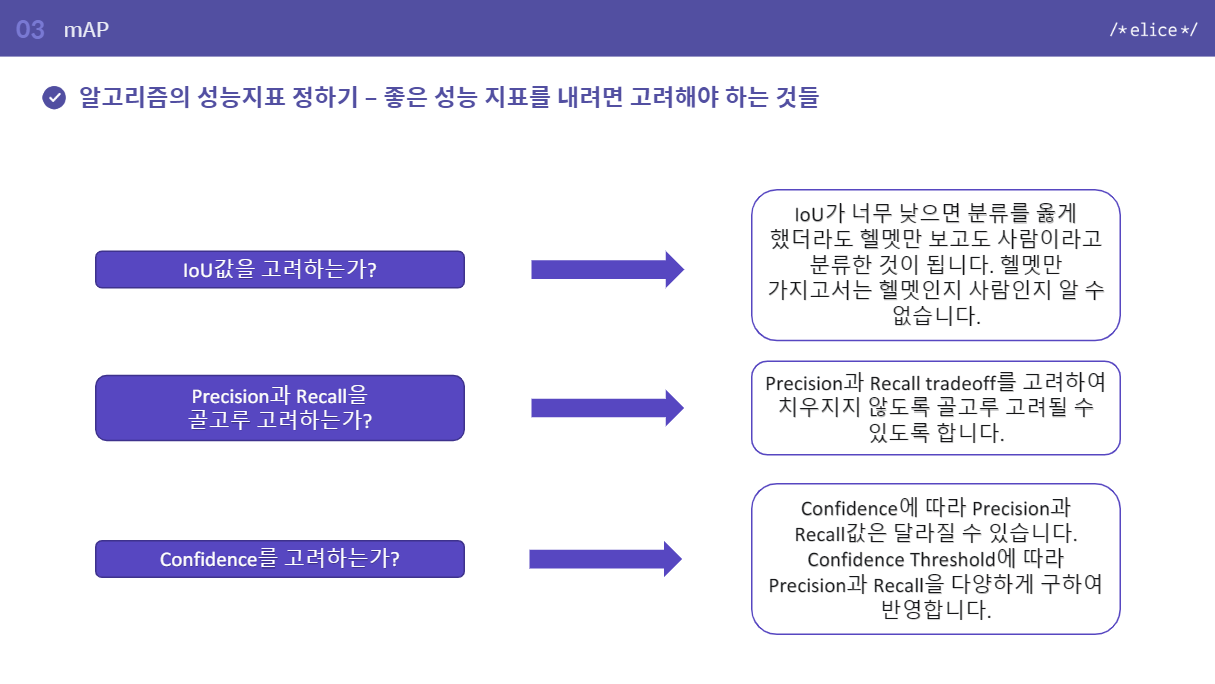 03 mAP
/*elice*/
알고리즘의 성능지표 정하기 – 좋은 성능 지표를 내려면 고려해야 하는 것들
IoU값을 고려하는가?
IoU가 너무 낮으면 분류를 옳게
했더라도 헬멧만 보고도 사람이라고
분류한 것이 됩니다. 헬멧만
가지고서는 헬멧인지 사람인지 알 수
없습니다.
Precision과 Recall을
골고루 고려하는가?
Precision과 Recall tradeoff를 고려하여
치우지지 않도록 골고루 고려될 수
있도록 합니다.
Confidence를 고려하는가?
Confidence에 따라 Precision과
Recall값은 달라질 수 있습니다.
Confidence Threshold에 따라
Precision과 Recall을 다양하게 구하여
반영합니다.